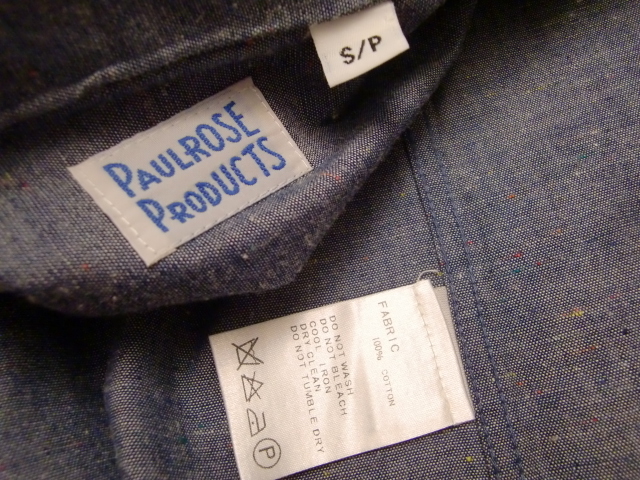 S/P
PAULROSE
PRODUCTS
FABRIC
100% COTTON
DO NOT WASH
DO NOT BLEACH
COOL IRON
DRY CLEAN
DO NOT TUMBLE DRY
P